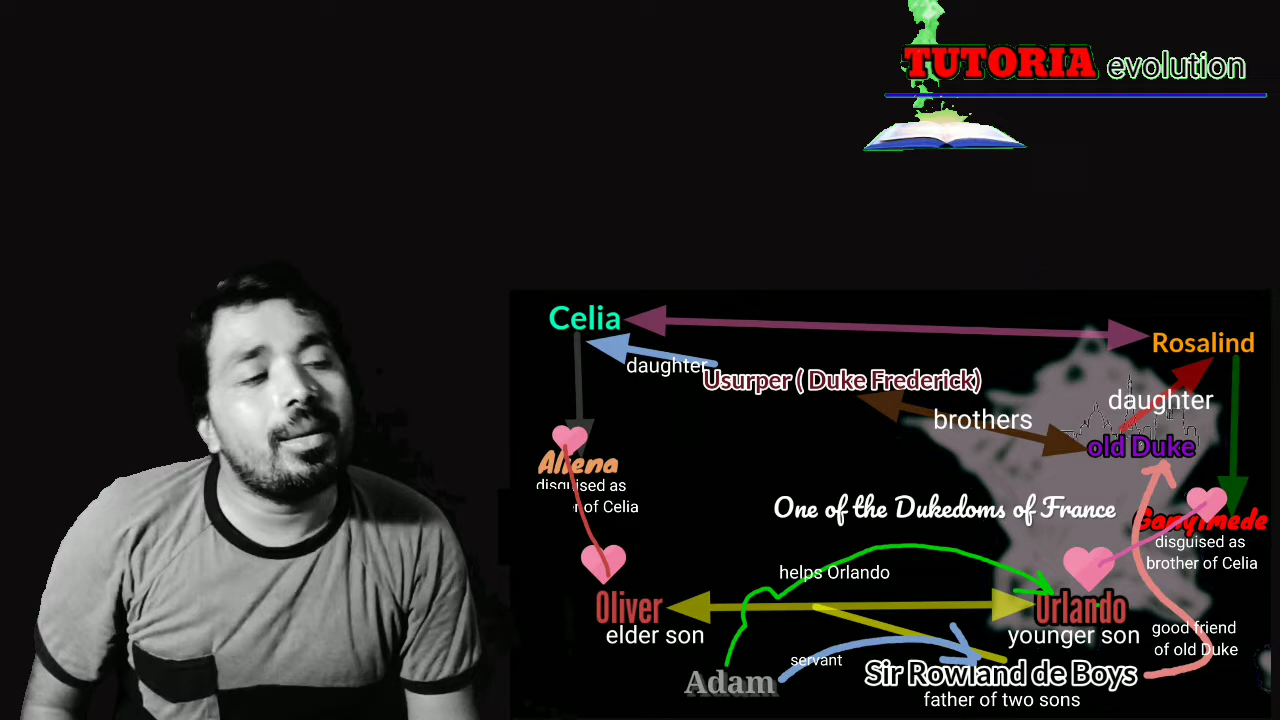 TUTORIA evolution
Celia
Rosalind
daughter
Usurper ( Duke Frederick)
daughter
brothers
old Duke
Aliena
disguised as
of Celia
One of the Dukedoms of France
Ganymede
disguised as
brother of Celia
helps Orlando
Oliver
elder son
Urlando
younger son
good friend
of old Duke
servant
Adam
Sir Rowland de Boys
father of two sons